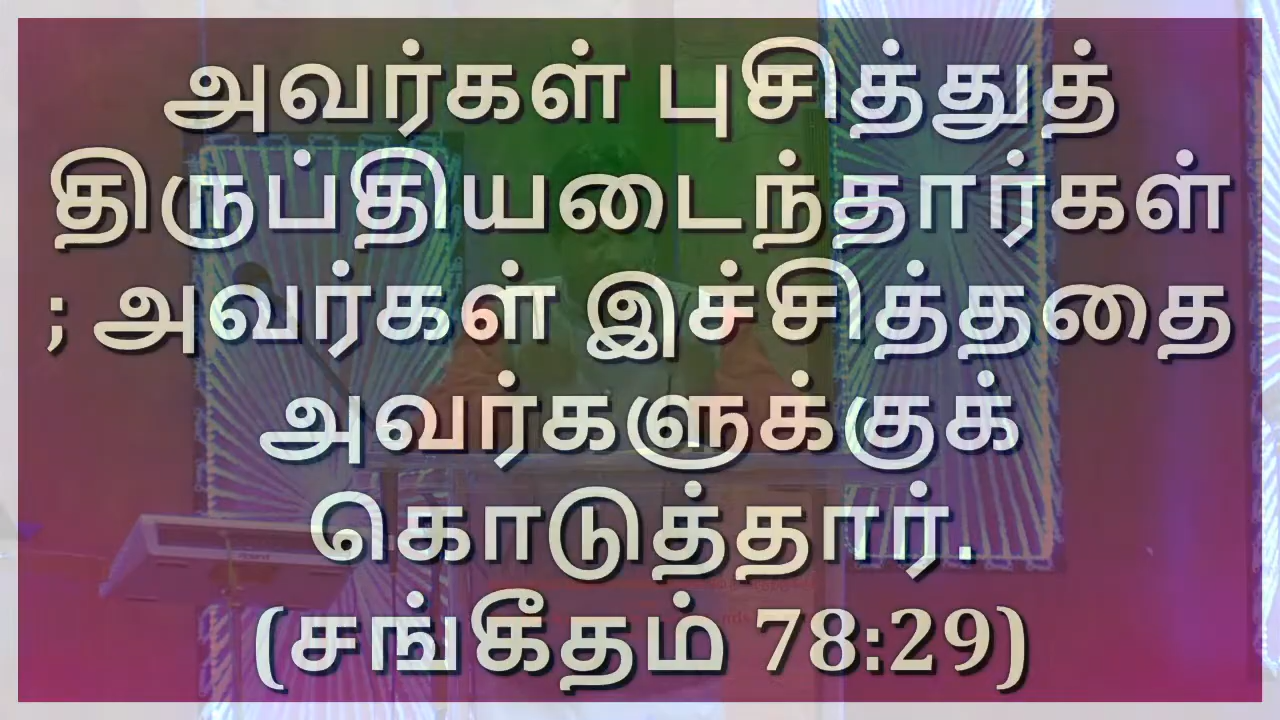 அவர்கள் புசித்துத்
திருப்தியடைந்தார்கள்
; அவர்கள் இச்சித்ததை
அவர்களுக்குக்
கொடுத்தார்.
(சங்கீதம் 78:29)